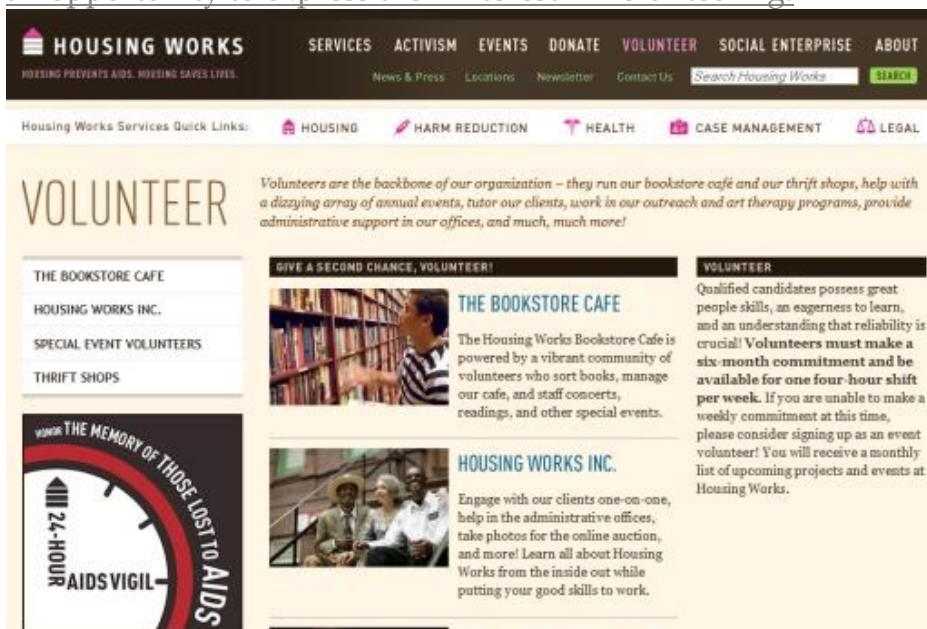 an opportunity to express their interest in volunteering.
HOUSING WORKS
HOUSING PREVENTS AIDS. HOUSING SAVES LIVES.
SERVICES ACTIVISM EVENTS DONATE VOLUNTEER SOCIAL ENTERPRISE ABOUT
News & Press Locations Newsletter Contact Us Search Housing Works SEARCH
Housing Works Services Quick Links: HOUSING HARM REDUCTION HEALTH CASE MANAGEMENT LEGAL
VOLUNTEER
Volunteers are the backbone of our organization – they run our bookstore café and our thrift shops, help with
a dizzying array of annual events, tutor our clients, work in our outreach and art therapy programs, provide
administrative support in our offices, and much, much more!
THE BOOKSTORE CAFE
HOUSING WORKS INC.
SPECIAL EVENT VOLUNTEERS
THRIFT SHOPS
HONOR THE MEMORY OF THOSE LOST TO AIDS
24-HOUR
AIDS VIGIL
GIVE A SECOND CHANCE, VOLUNTEER!
THE BOOKSTORE CAFE
The Housing Works Bookstore Cafe is
powered by a vibrant community of
volunteers who sort books, manage
our cafe, and staff concerts,
readings, and other special events.
HOUSING WORKS INC.
Engage with our clients one-on-one,
help in the administrative offices,
take photos for the online auction,
and more! Learn all about Housing
Works from the inside out while
putting your good skills to work.
VOLUNTEER
Qualified candidates possess great
people skills, an eagerness to learn,
and an understanding that reliability is
crucial! Volunteers must make a
six-month commitment and be
available for one four-hour shift
per week. If you are unable to make a
weekly commitment at this time,
please consider signing up as an event
volunteer! You will receive a monthly
list of upcoming projects and events at
Housing Works.